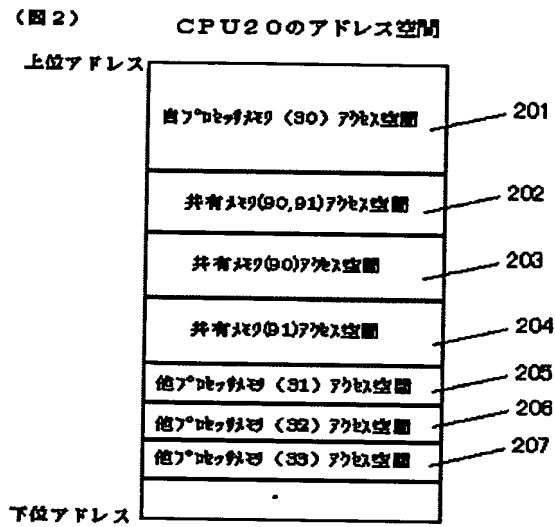 (図2)
CPU20のアドレス空間
上位アドレス
自プロセッサメモリ (30) アクセス空間
201
共有メモリ(90,91)アクセス空間
202
共有メモリ(90)アクセス空間
203
共有メモリ(91)アクセス空間
204
他プロセッサメモリ (31) アクセス空間
205
他プロセッサメモリ (32) アクセス空間
206
他プロセッサメモリ (33) アクセス空間
207
下位アドレス